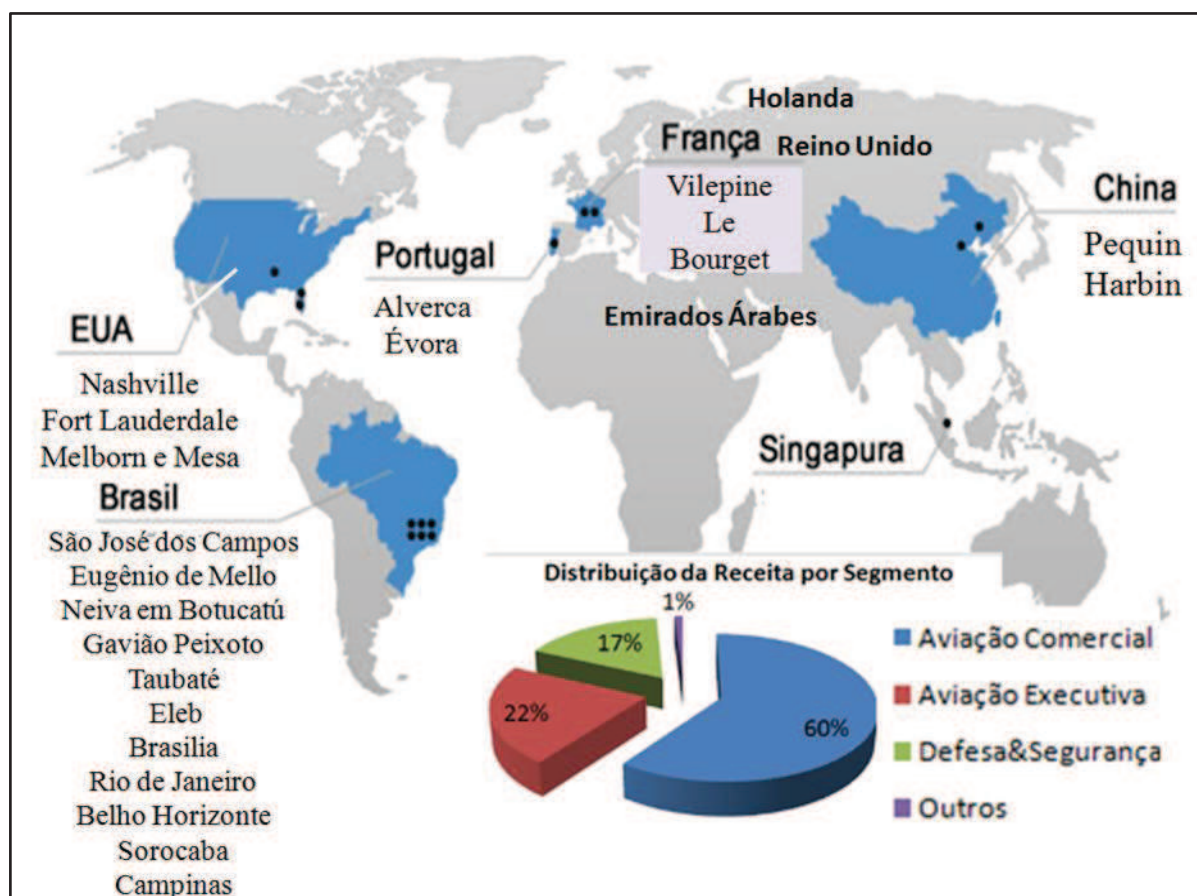 Holanda
França
Reino Unido
Vilepine
Le
Bourget
China
Pequin
Harbin
Portugal
Alverca
Évora
Emirados Árabes
EUA
Nashville
Fort Lauderdale
Melborn e Mesa
Singapura
Brasil
São José dos Campos
Eugênio de Mello
Neiva em Botucatú
Gavião Peixoto
Taubaté
Eleb
Brasilia
Rio de Janeiro
Belho Horizonte
Sorocaba
Campinas
Distribuição da Receita por Segmento
1%
17%
22%
60%
Aviação Comercial
Aviação Executiva
Defesa&Segurança
Outros